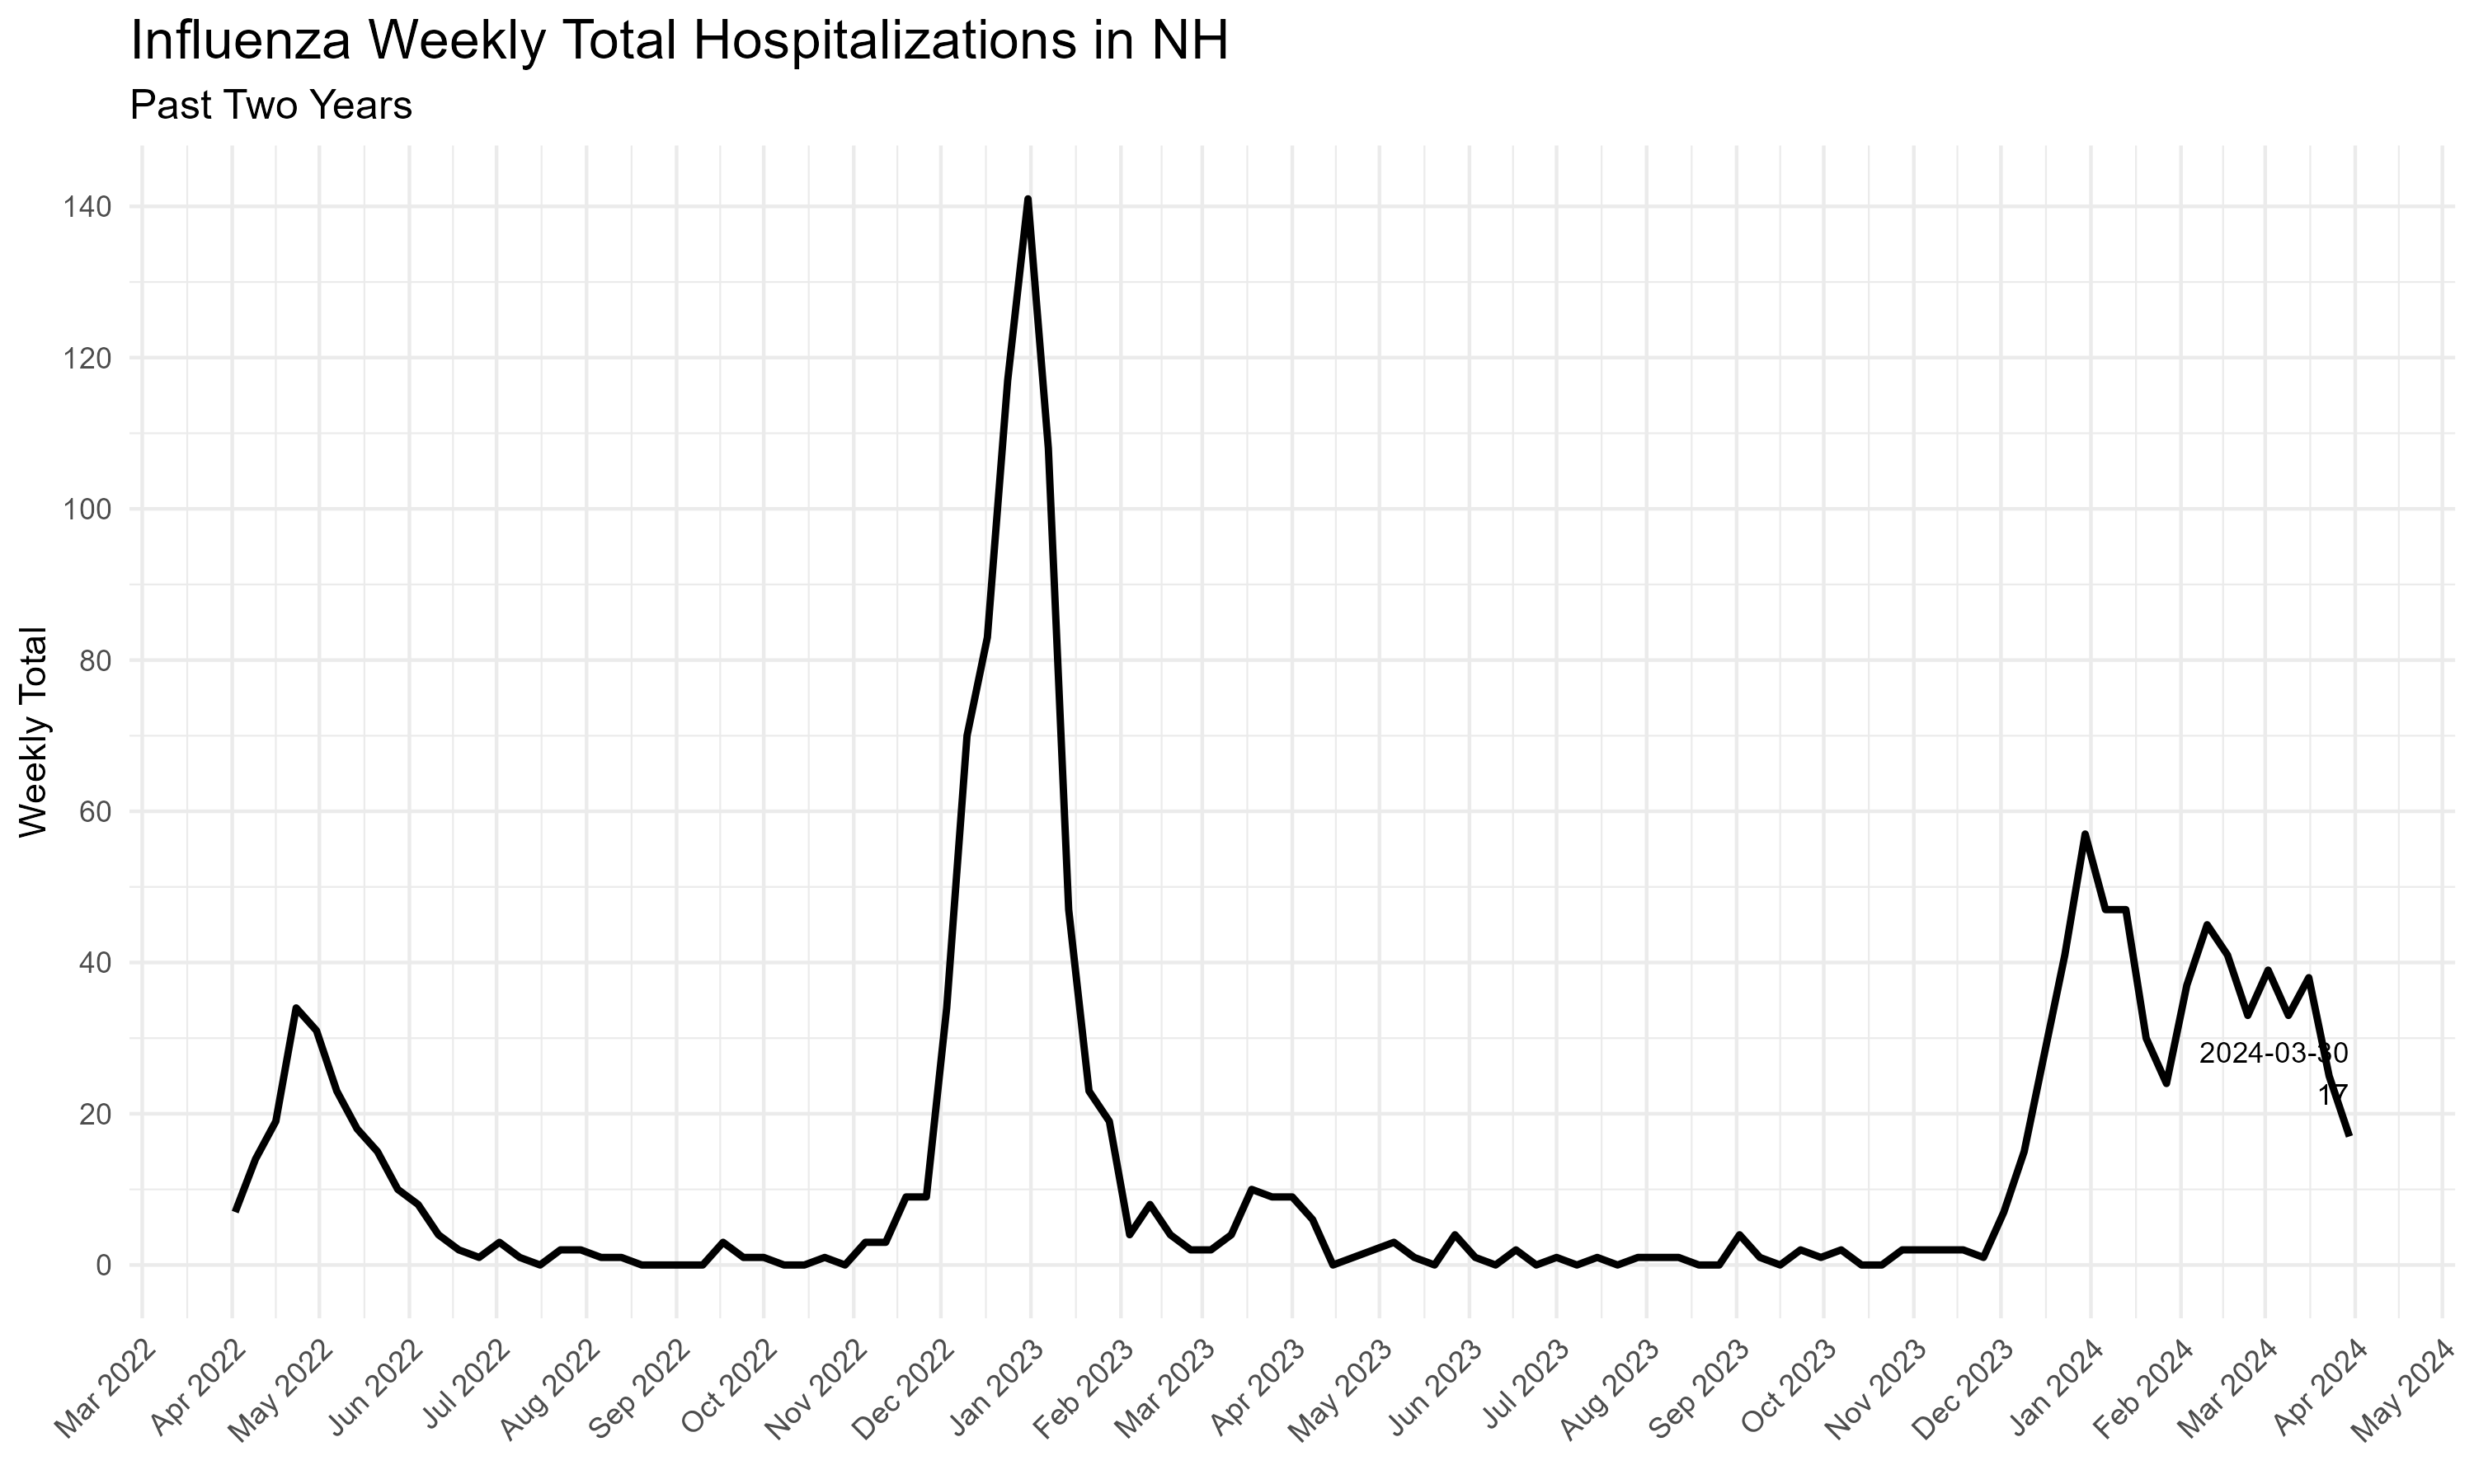 Influenza Weekly Total Hospitalizations in NH
Past Two Years
Weekly Total
140
120
100
80
60
40
20
0
2024-03-30
17
Mar 2022
Apr 2022
May 2022
Jun 2022
Jul 2022
Aug 2022
Sep 2022
Oct 2022
Nov 2022
Dec 2022
Jan 2023
Feb 2023
Mar 2023
Apr 2023
May 2023
Jun 2023
Jul 2023
Aug 2023
Sep 2023
Oct 2023
Nov 2023
Dec 2023
Jan 2024
Feb 2024
Mar 2024
Apr 2024
May 2024